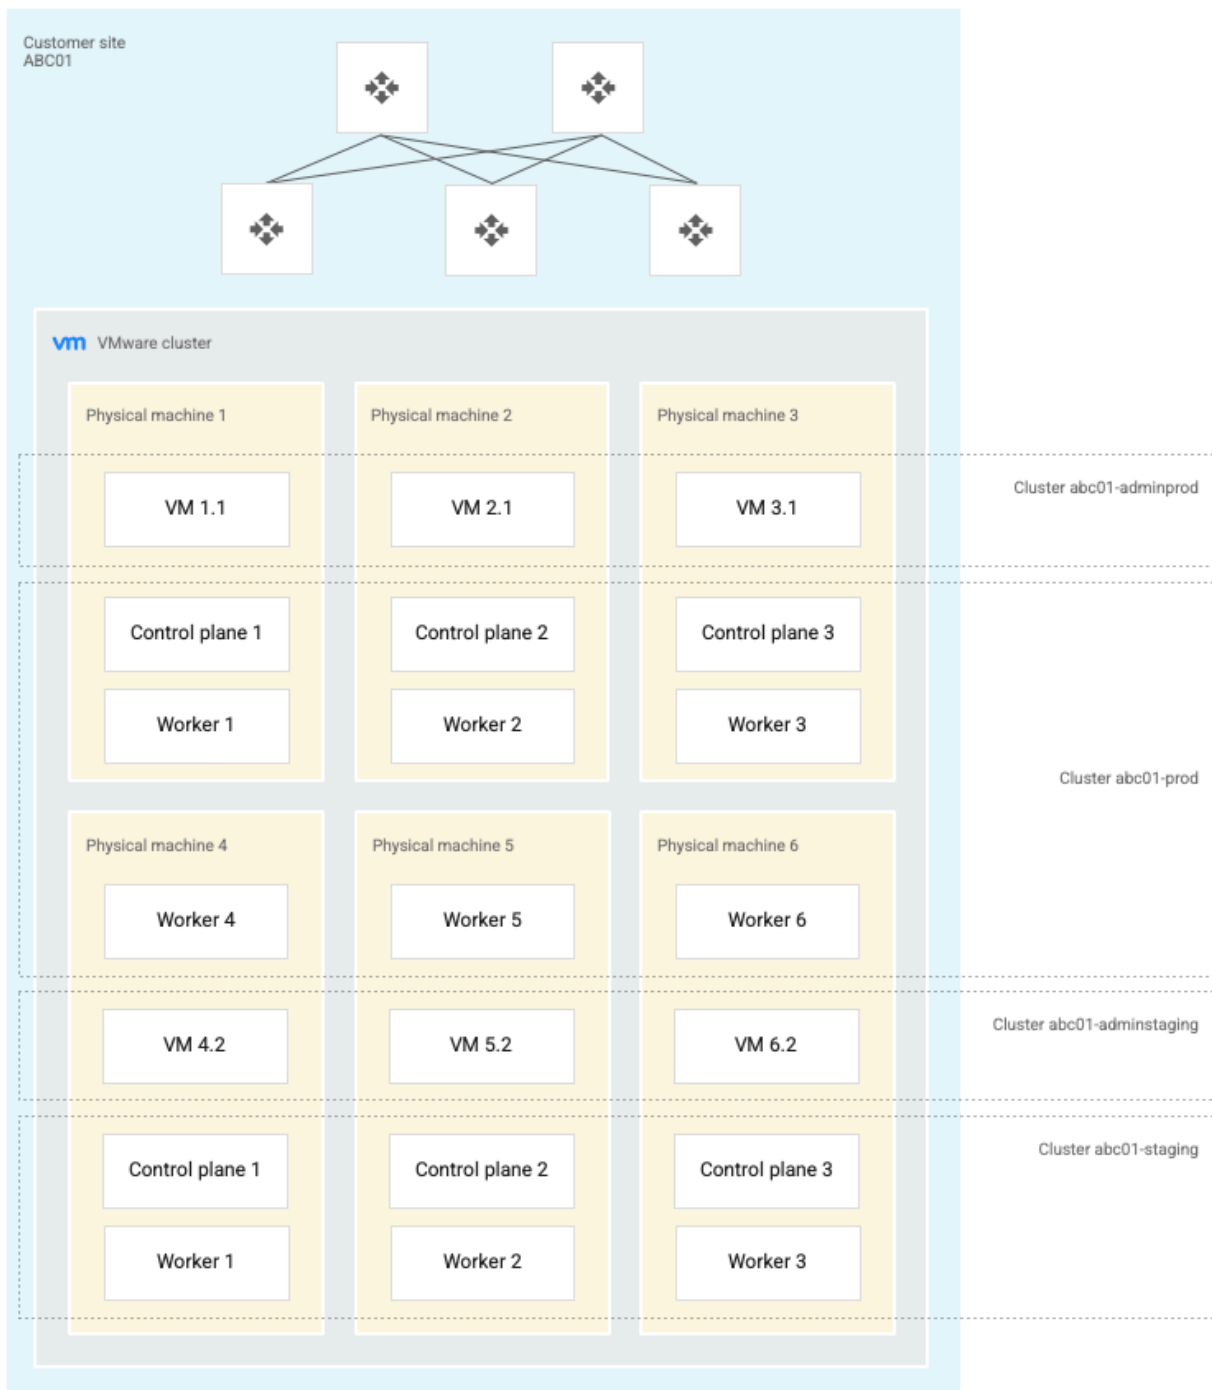 Customer site
ABC01
vm VMware cluster
Physical machine 1
Physical machine 2
Physical machine 3
Cluster abc01-adminprod
VM 1.1
VM 2.1
VM 3.1
Control plane 1
Control plane 2
Control plane 3
Worker 1
Worker 2
Worker 3
Cluster abc01-prod
Physical machine 4
Physical machine 5
Physical machine 6
Worker 4
Worker 5
Worker 6
Cluster abc01-adminstaging
VM 4.2
VM 5.2
VM 6.2
Cluster abc01-staging
Control plane 1
Control plane 2
Control plane 3
Worker 1
Worker 2
Worker 3